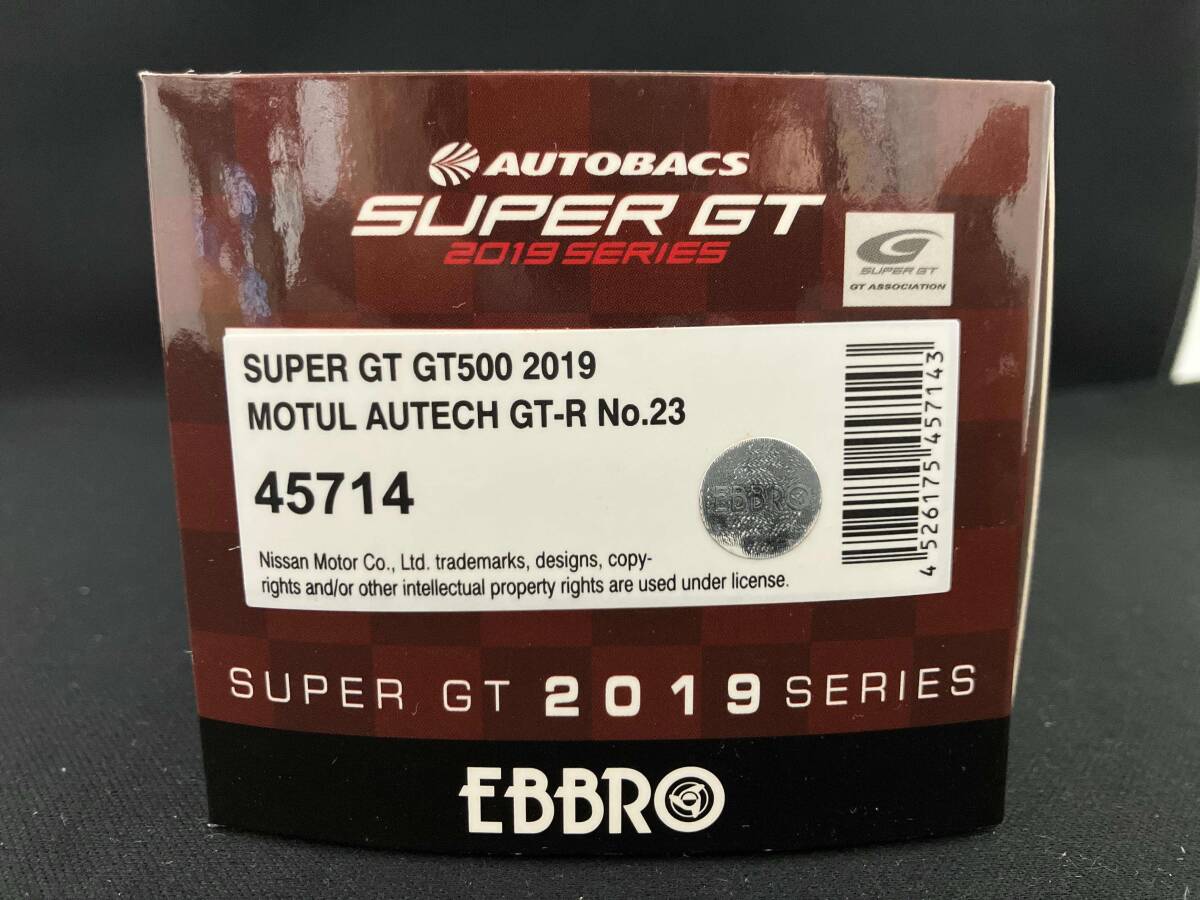 AUTOBACS
SUPER GT
2019 SERIES
SUPER GT
GT ASSOCIATION
SUPER GT GT500 2019
MOTUL AUTECH GT-R No.23
45714
EBBRO
4 526175 457143
Nissan Motor Co., Ltd. trademarks, designs, copy-
rights and/or other intellectual property rights are used under license.
SUPER GT 2019 SERIES
EBBRO